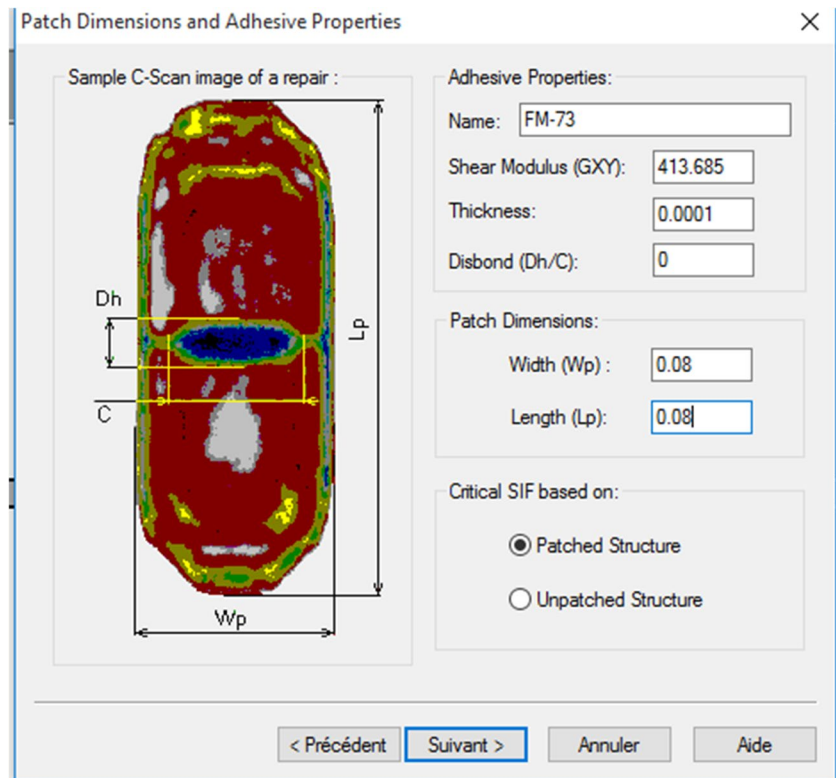 Patch Dimensions and Adhesive Properties
Sample C-Scan image of a repair :
Dh
C
Lp
Wp
Adhesive Properties:
Name: FM-73
Shear Modulus (GXY): 413.685
Thickness: 0.0001
Disbond (Dh/C): 0
Patch Dimensions:
Width (Wp) : 0.08
Length (Lp): 0.08
Critical SIF based on:
Patched Structure
Unpatched Structure
< Précédent Suivant > Annuler Aide